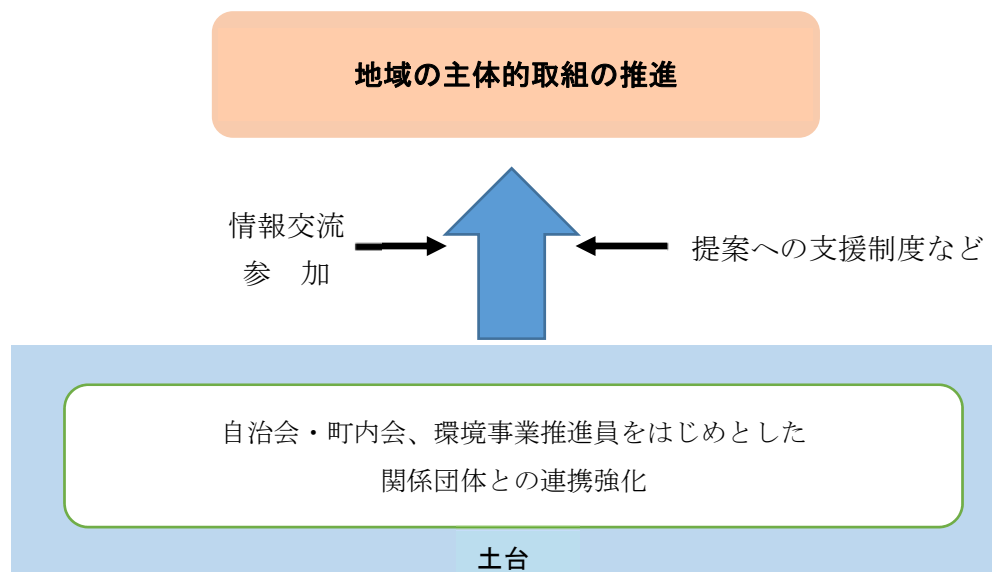 地域の主体的取組の推進
情報交流
参　加
提案への支援制度など
自治会・町内会、環境事業推進員をはじめとした
関係団体との連携強化
土台